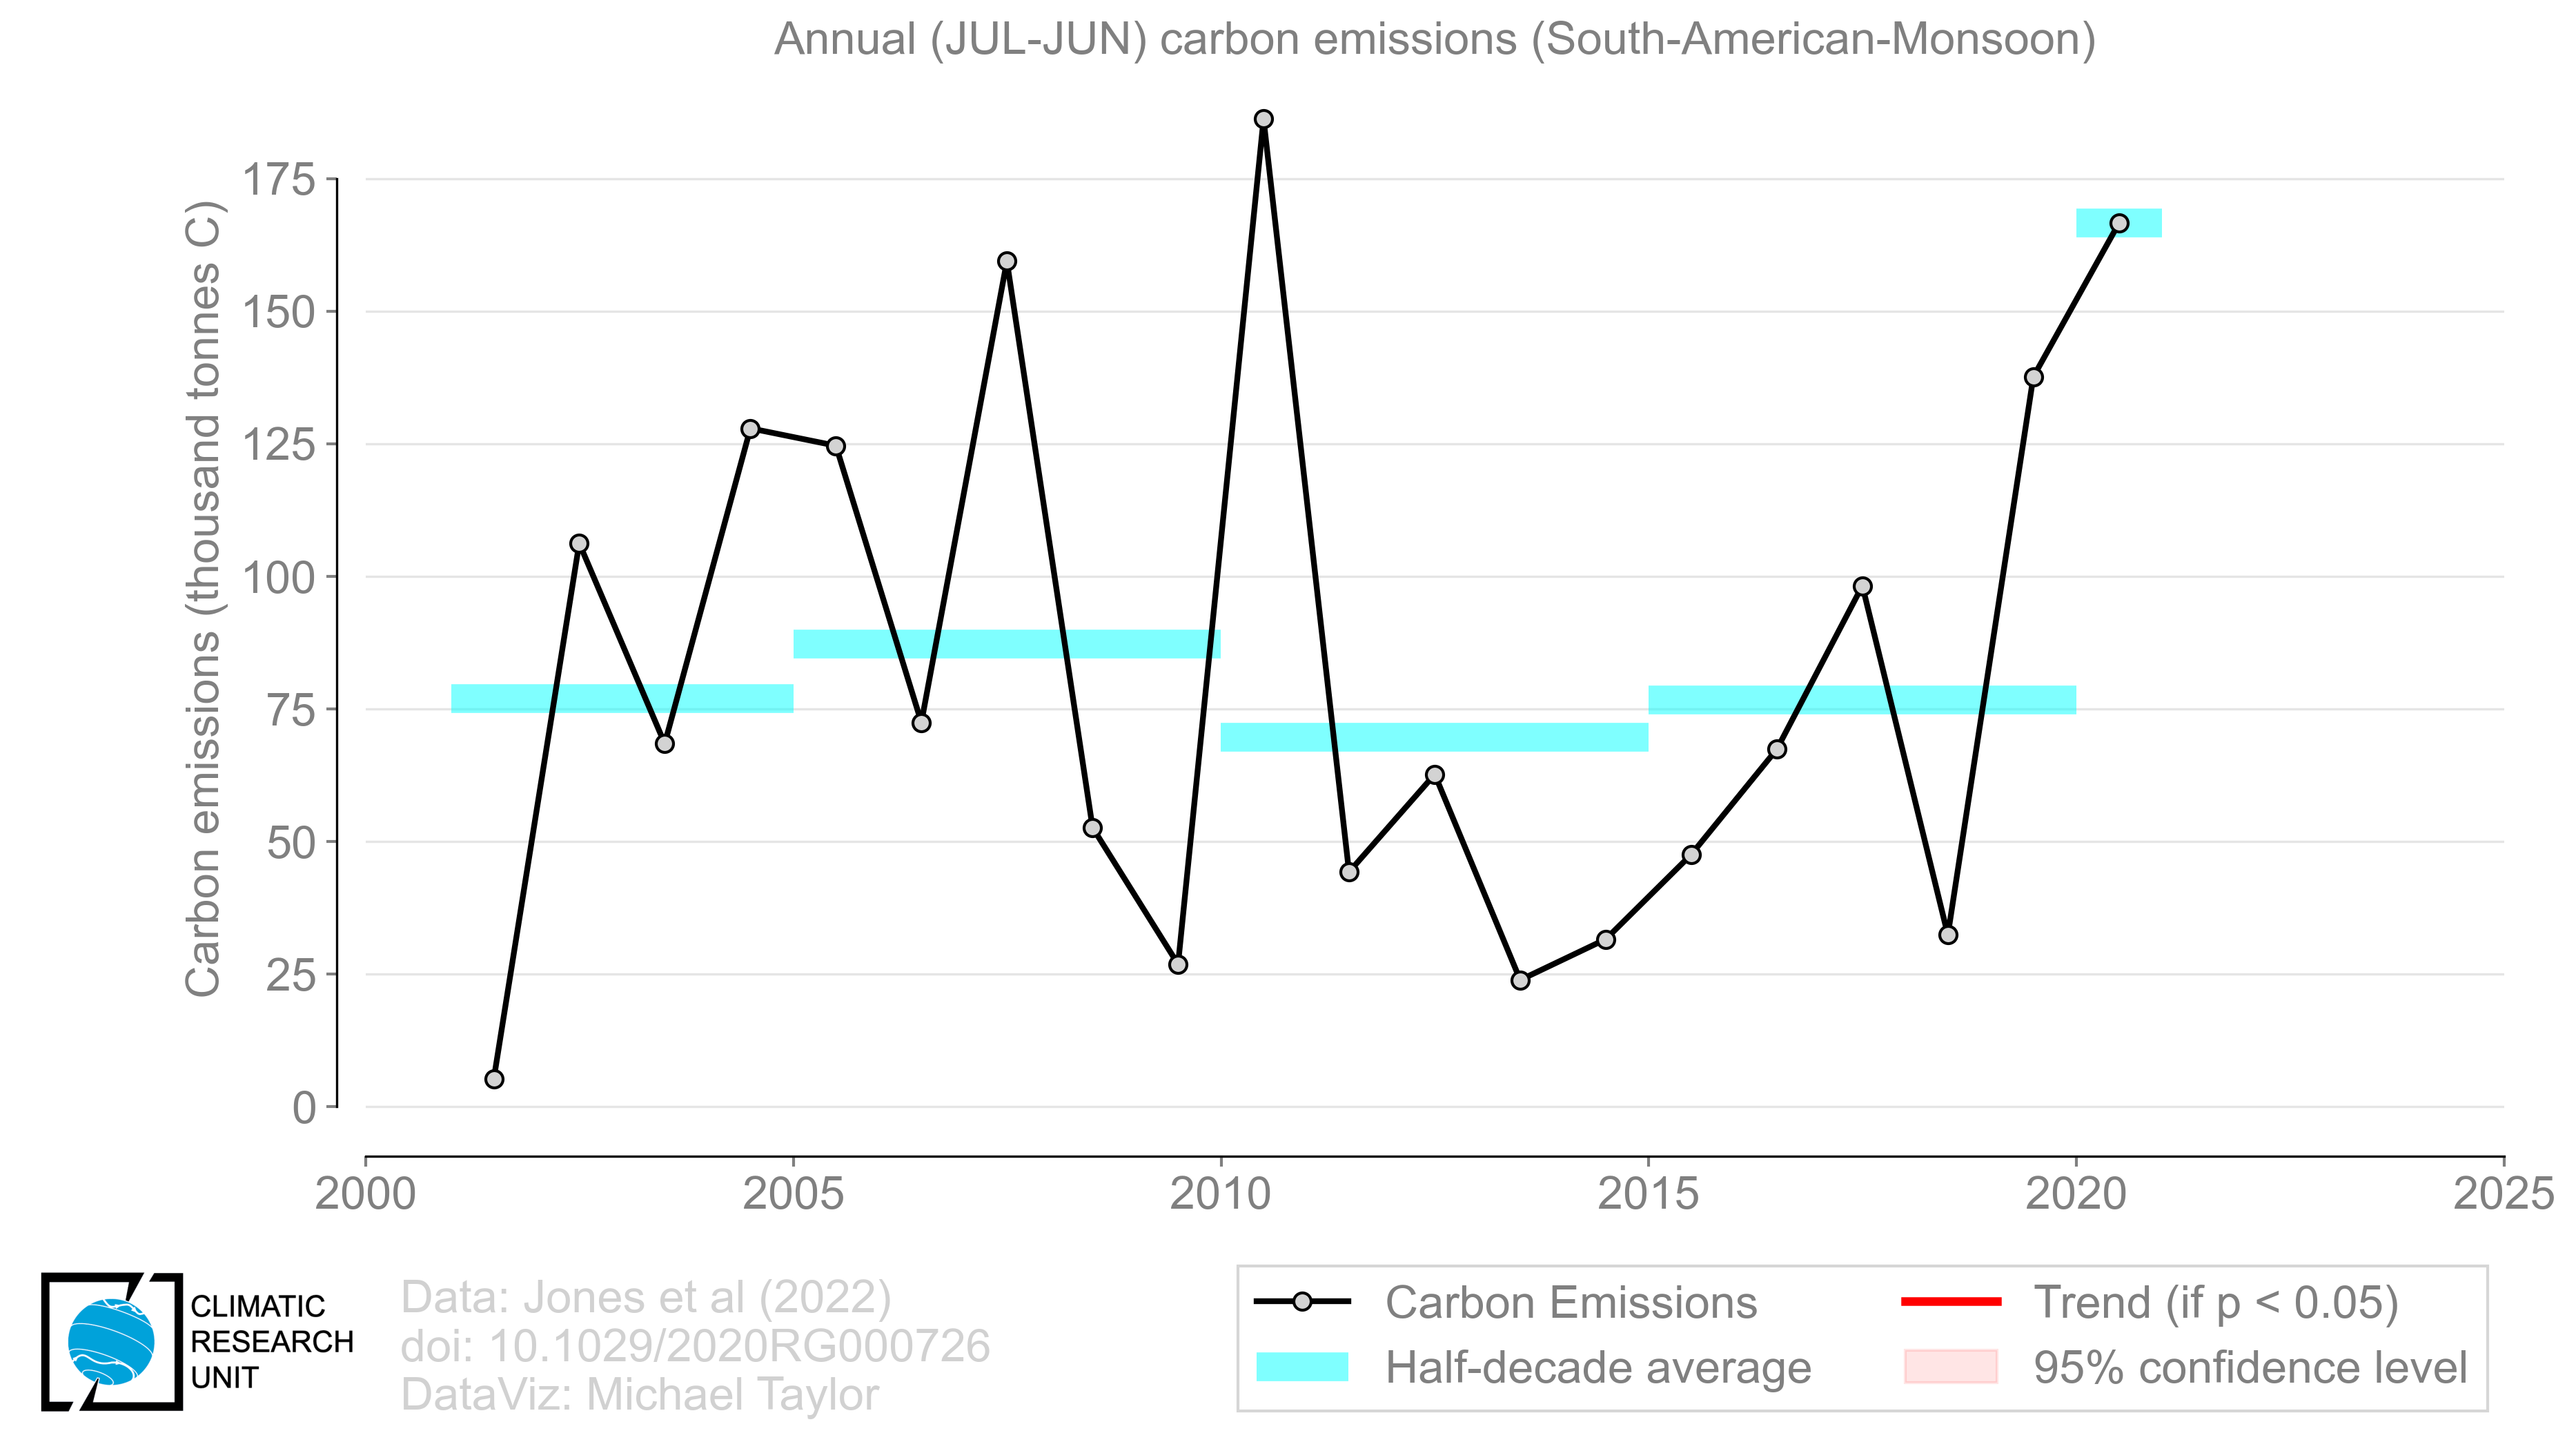 Annual (JUL-JUN) carbon emissions (South-American-Monsoon)
Carbon emissions (thousand tonnes C)
175
150
125
100
75
50
25
0
2000 2005 2010 2015 2020 2025
CLIMATIC
RESEARCH
UNIT
Data: Jones et al (2022)
doi: 10.1029/2020RG000726
DataViz: Michael Taylor
Carbon Emissions
Half-decade average
Trend (if p < 0.05)
95% confidence level